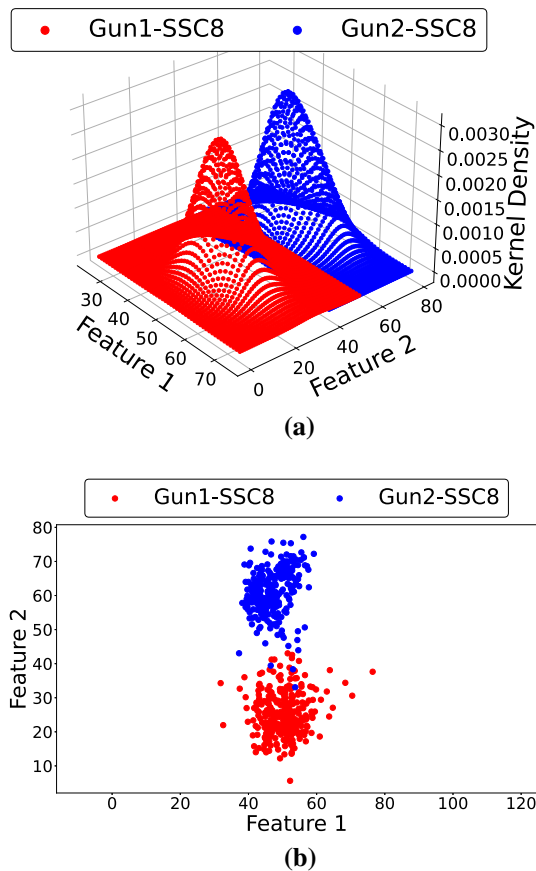 Gun1-SSC8 Gun2-SSC8
0.0030
0.0025
0.0020
0.0015
0.0010
0.0005
0.0000
Kernel Density
30
40
50
60
70
Feature 1
0
20
40
60
80
Feature 2
(a)
Gun1-SSC8 Gun2-SSC8
80
70
60
50
40
30
20
10
Feature 2
0 20 40 60 80 100 120
Feature 1
(b)